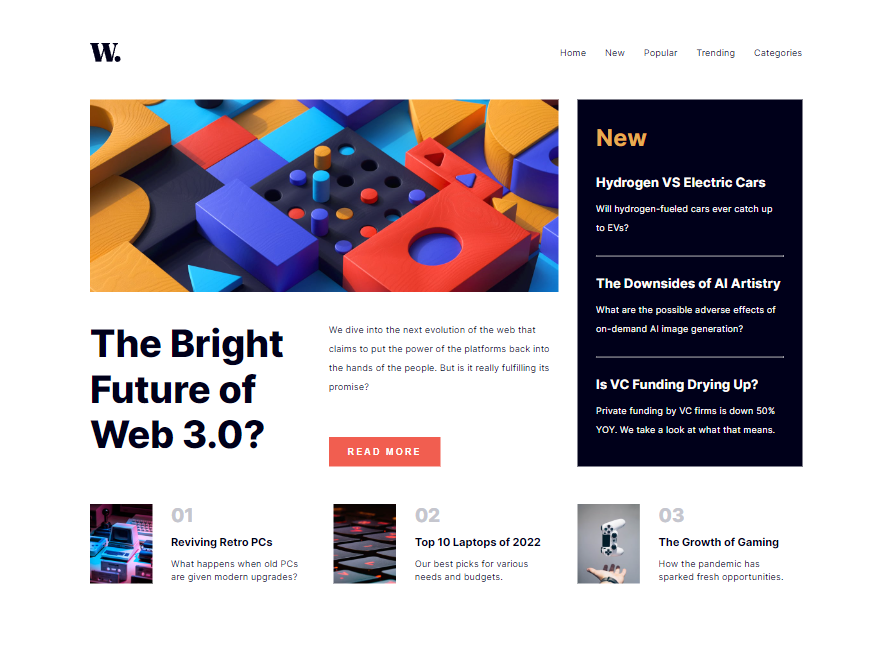 W.
Home New Popular Trending Categories
The Bright
Future of
Web 3.0?
We dive into the next evolution of the web that
claims to put the power of the platforms back into
the hands of the people. But is it really fulfilling its
promise?
READ MORE
New
Hydrogen VS Electric Cars
Will hydrogen-fueled cars ever catch up
to EVs?
The Downsides of AI Artistry
What are the possible adverse effects of
on-demand AI image generation?
Is VC Funding Drying Up?
Private funding by VC firms is down 50%
YOY. We take a look at what that means.
01
Reviving Retro PCs
What happens when old PCs
are given modern upgrades?
02
Top 10 Laptops of 2022
Our best picks for various
needs and budgets.
03
The Growth of Gaming
How the pandemic has
sparked fresh opportunities.